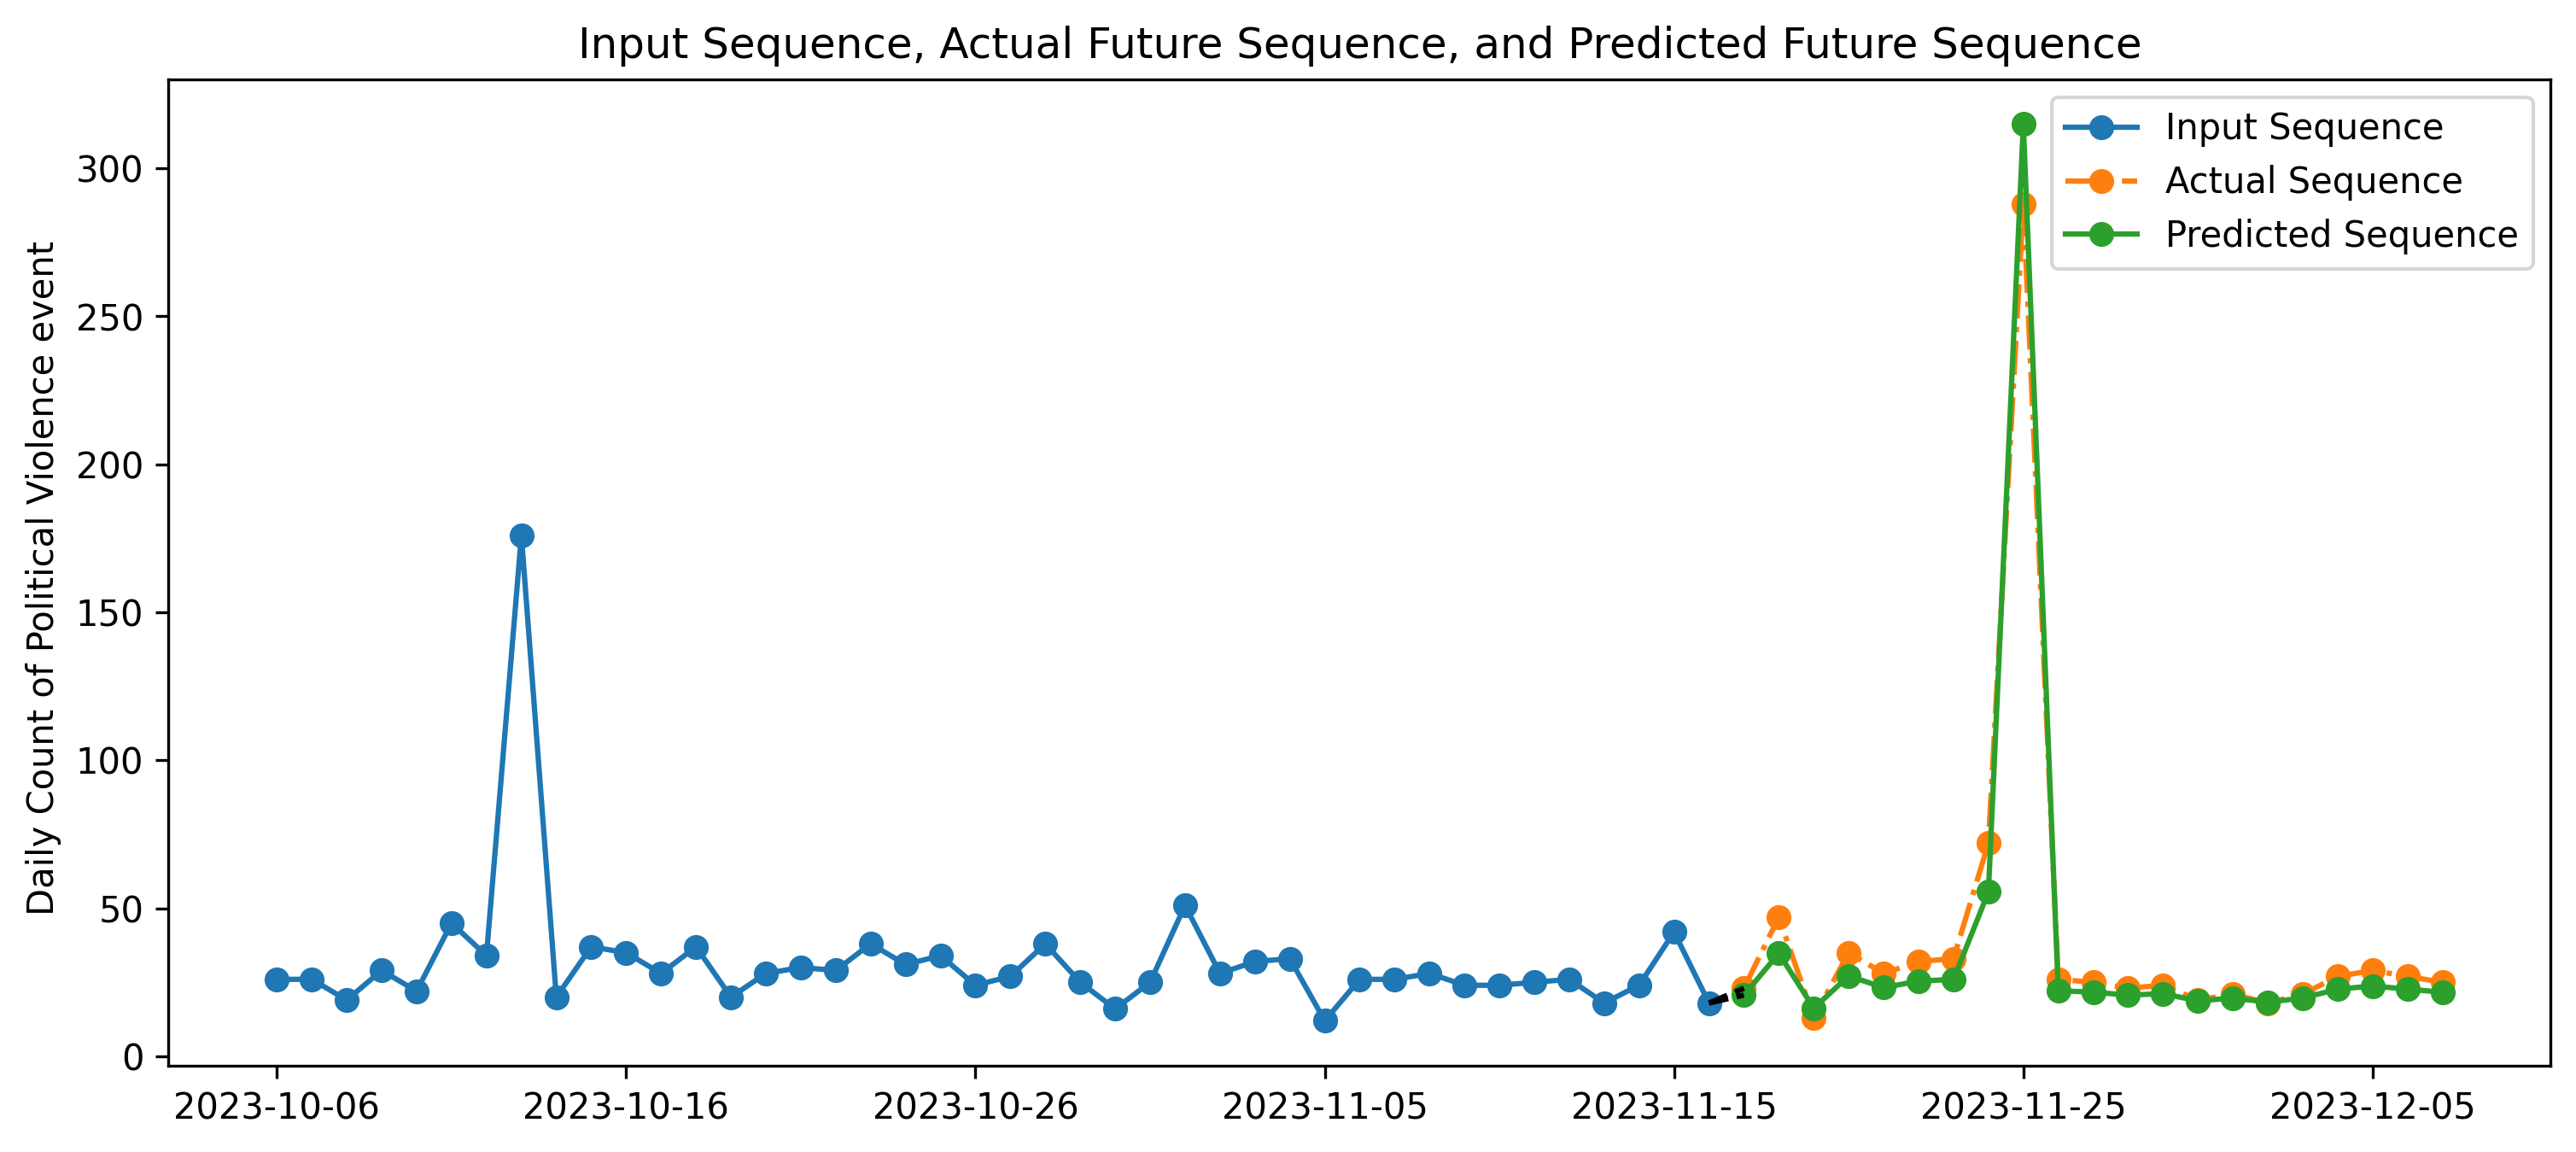 Input Sequence, Actual Future Sequence, and Predicted Future Sequence
Daily Count of Political Violence event
300
250
200
150
100
50
0
Input Sequence
Actual Sequence
Predicted Sequence
2023-10-06
2023-10-16
2023-10-26
2023-11-05
2023-11-15
2023-11-25
2023-12-05